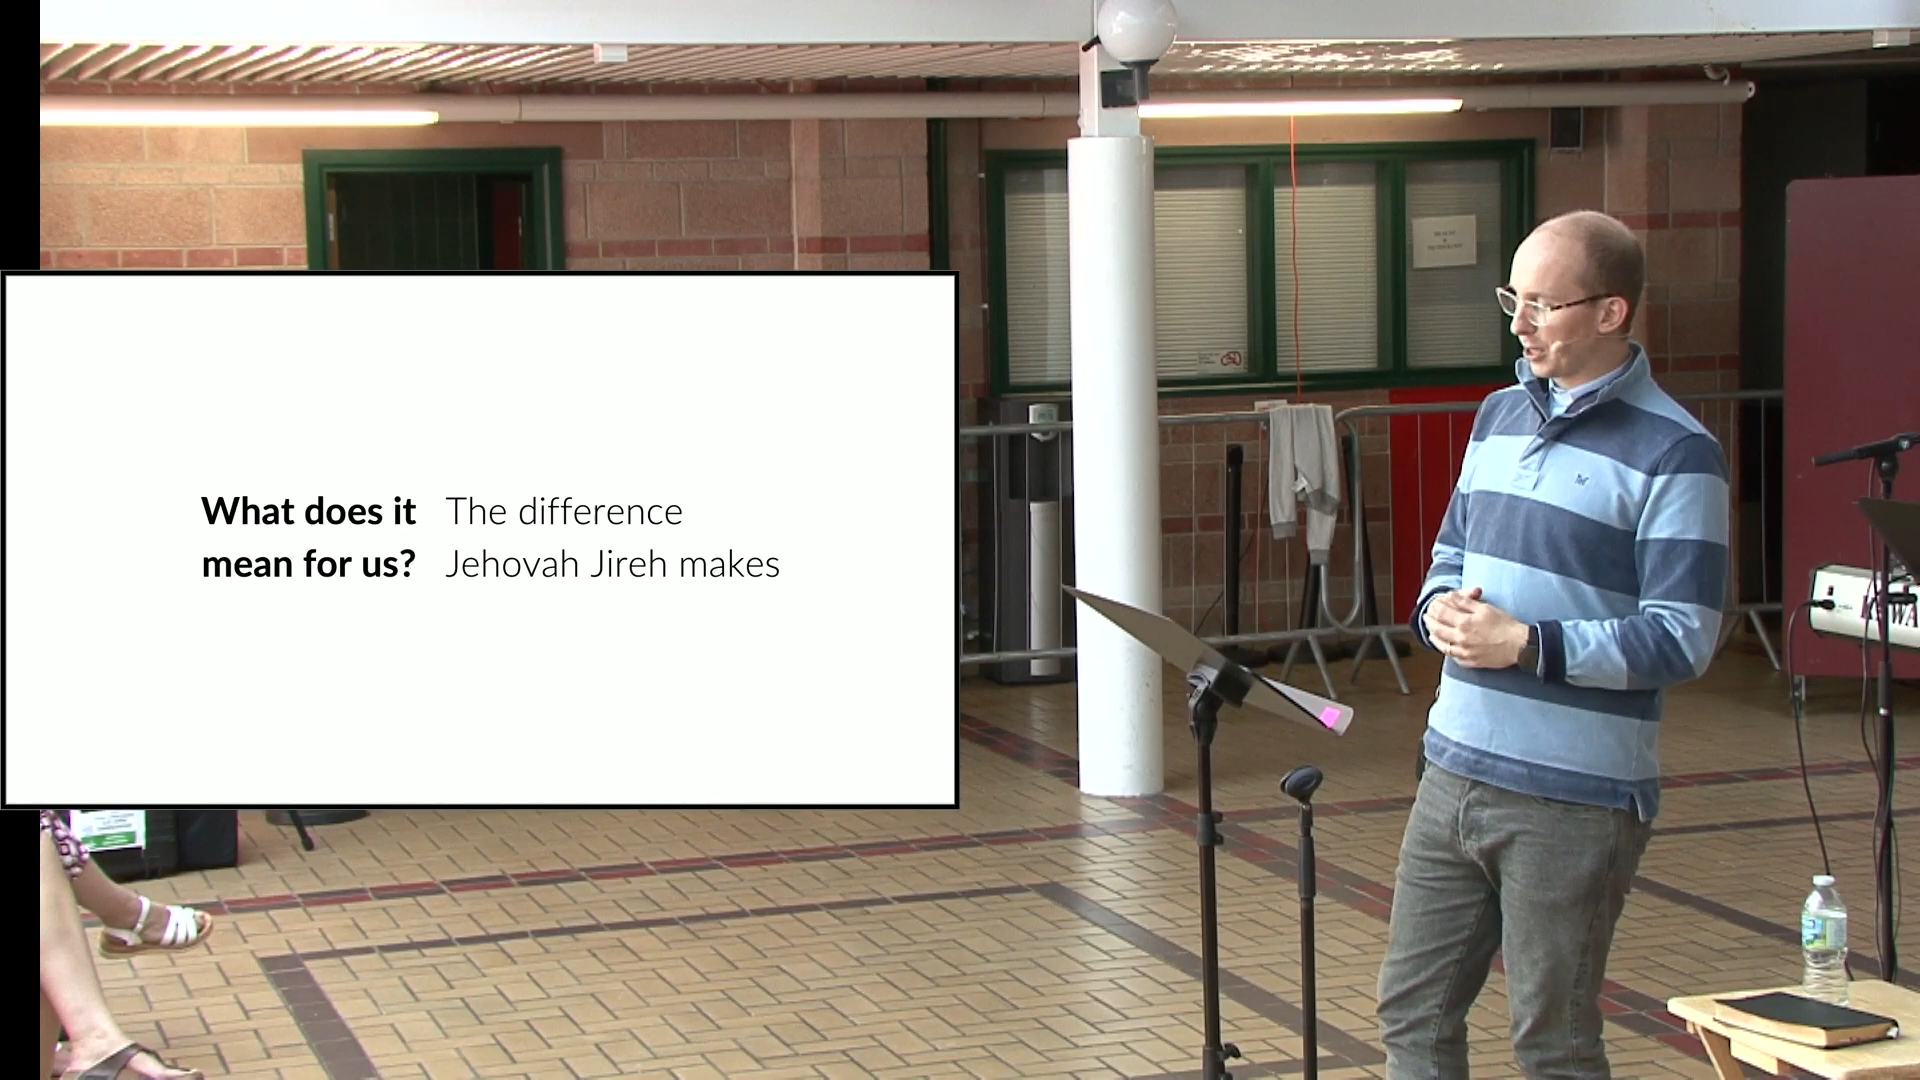 What does it The difference
mean for us? Jehovah Jireh makes